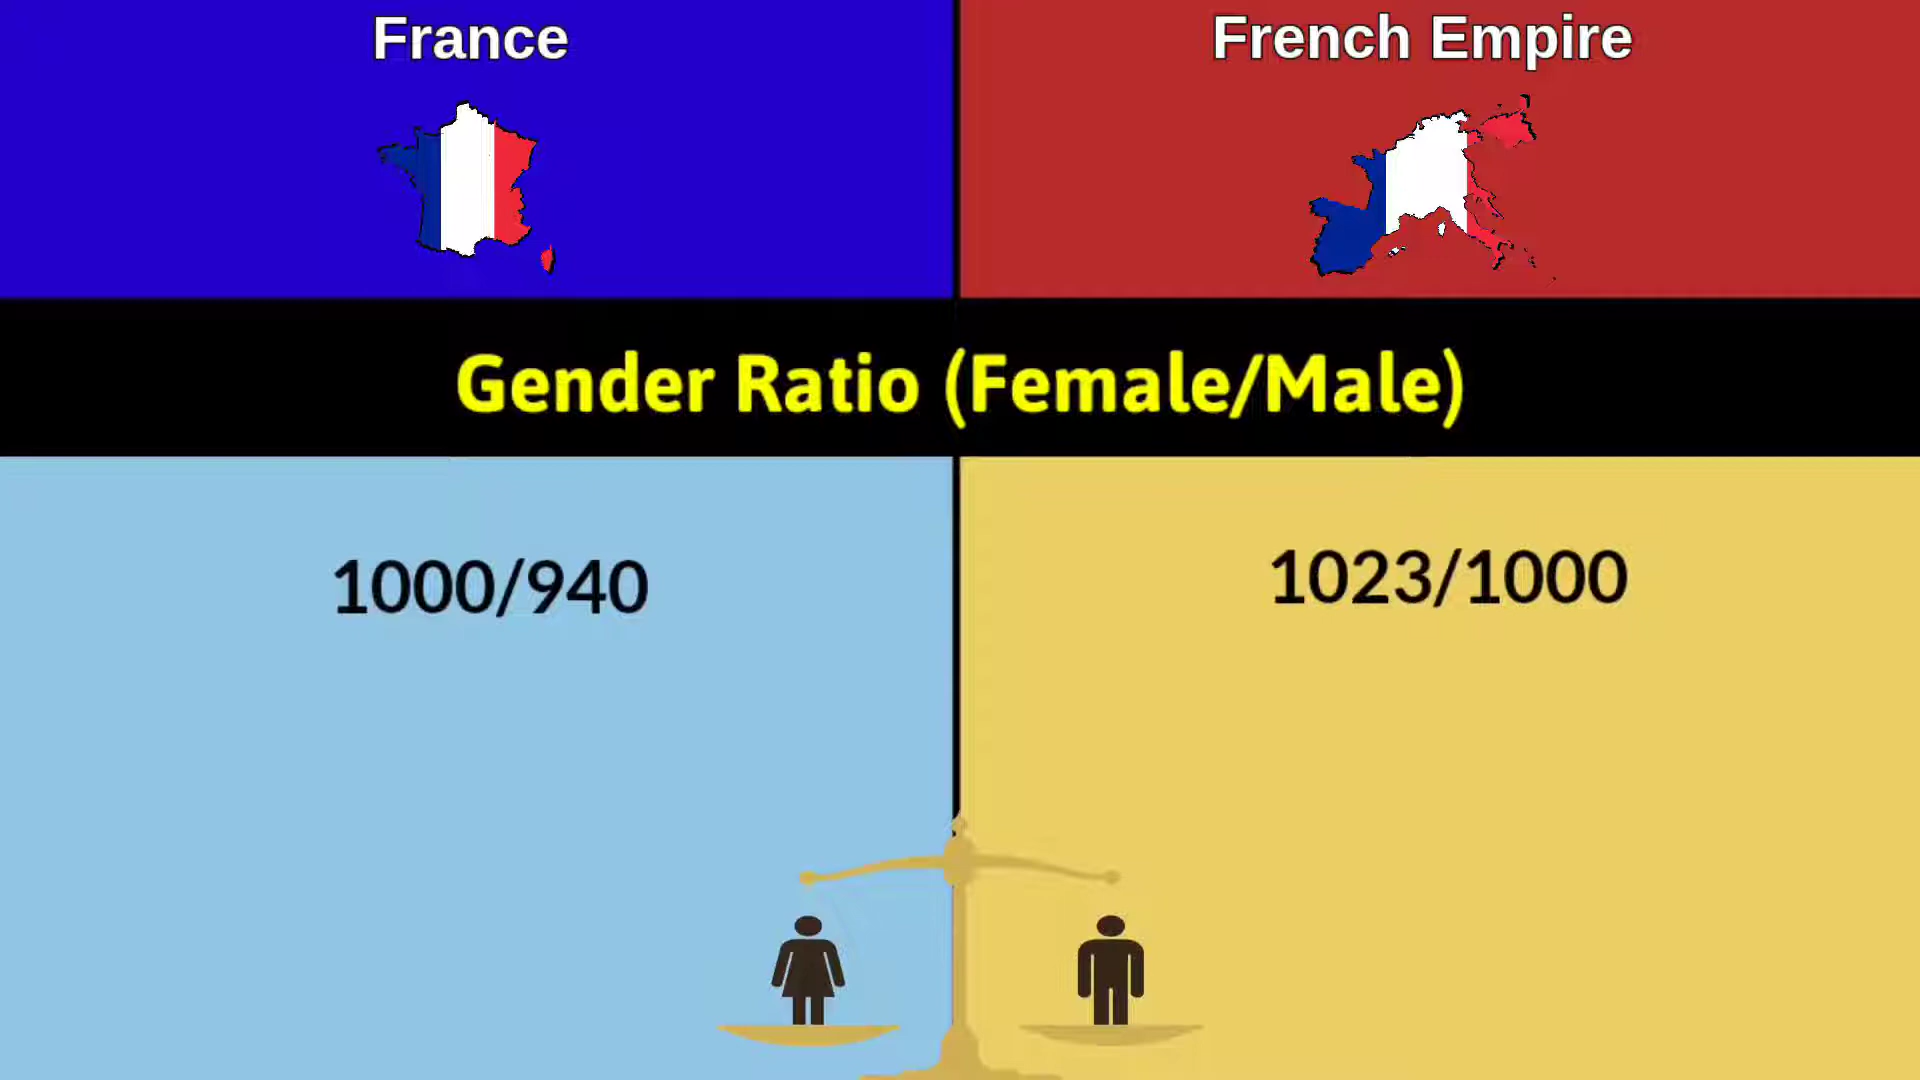 France
French Empire
Gender Ratio (Female/Male)
1000/940
1023/1000